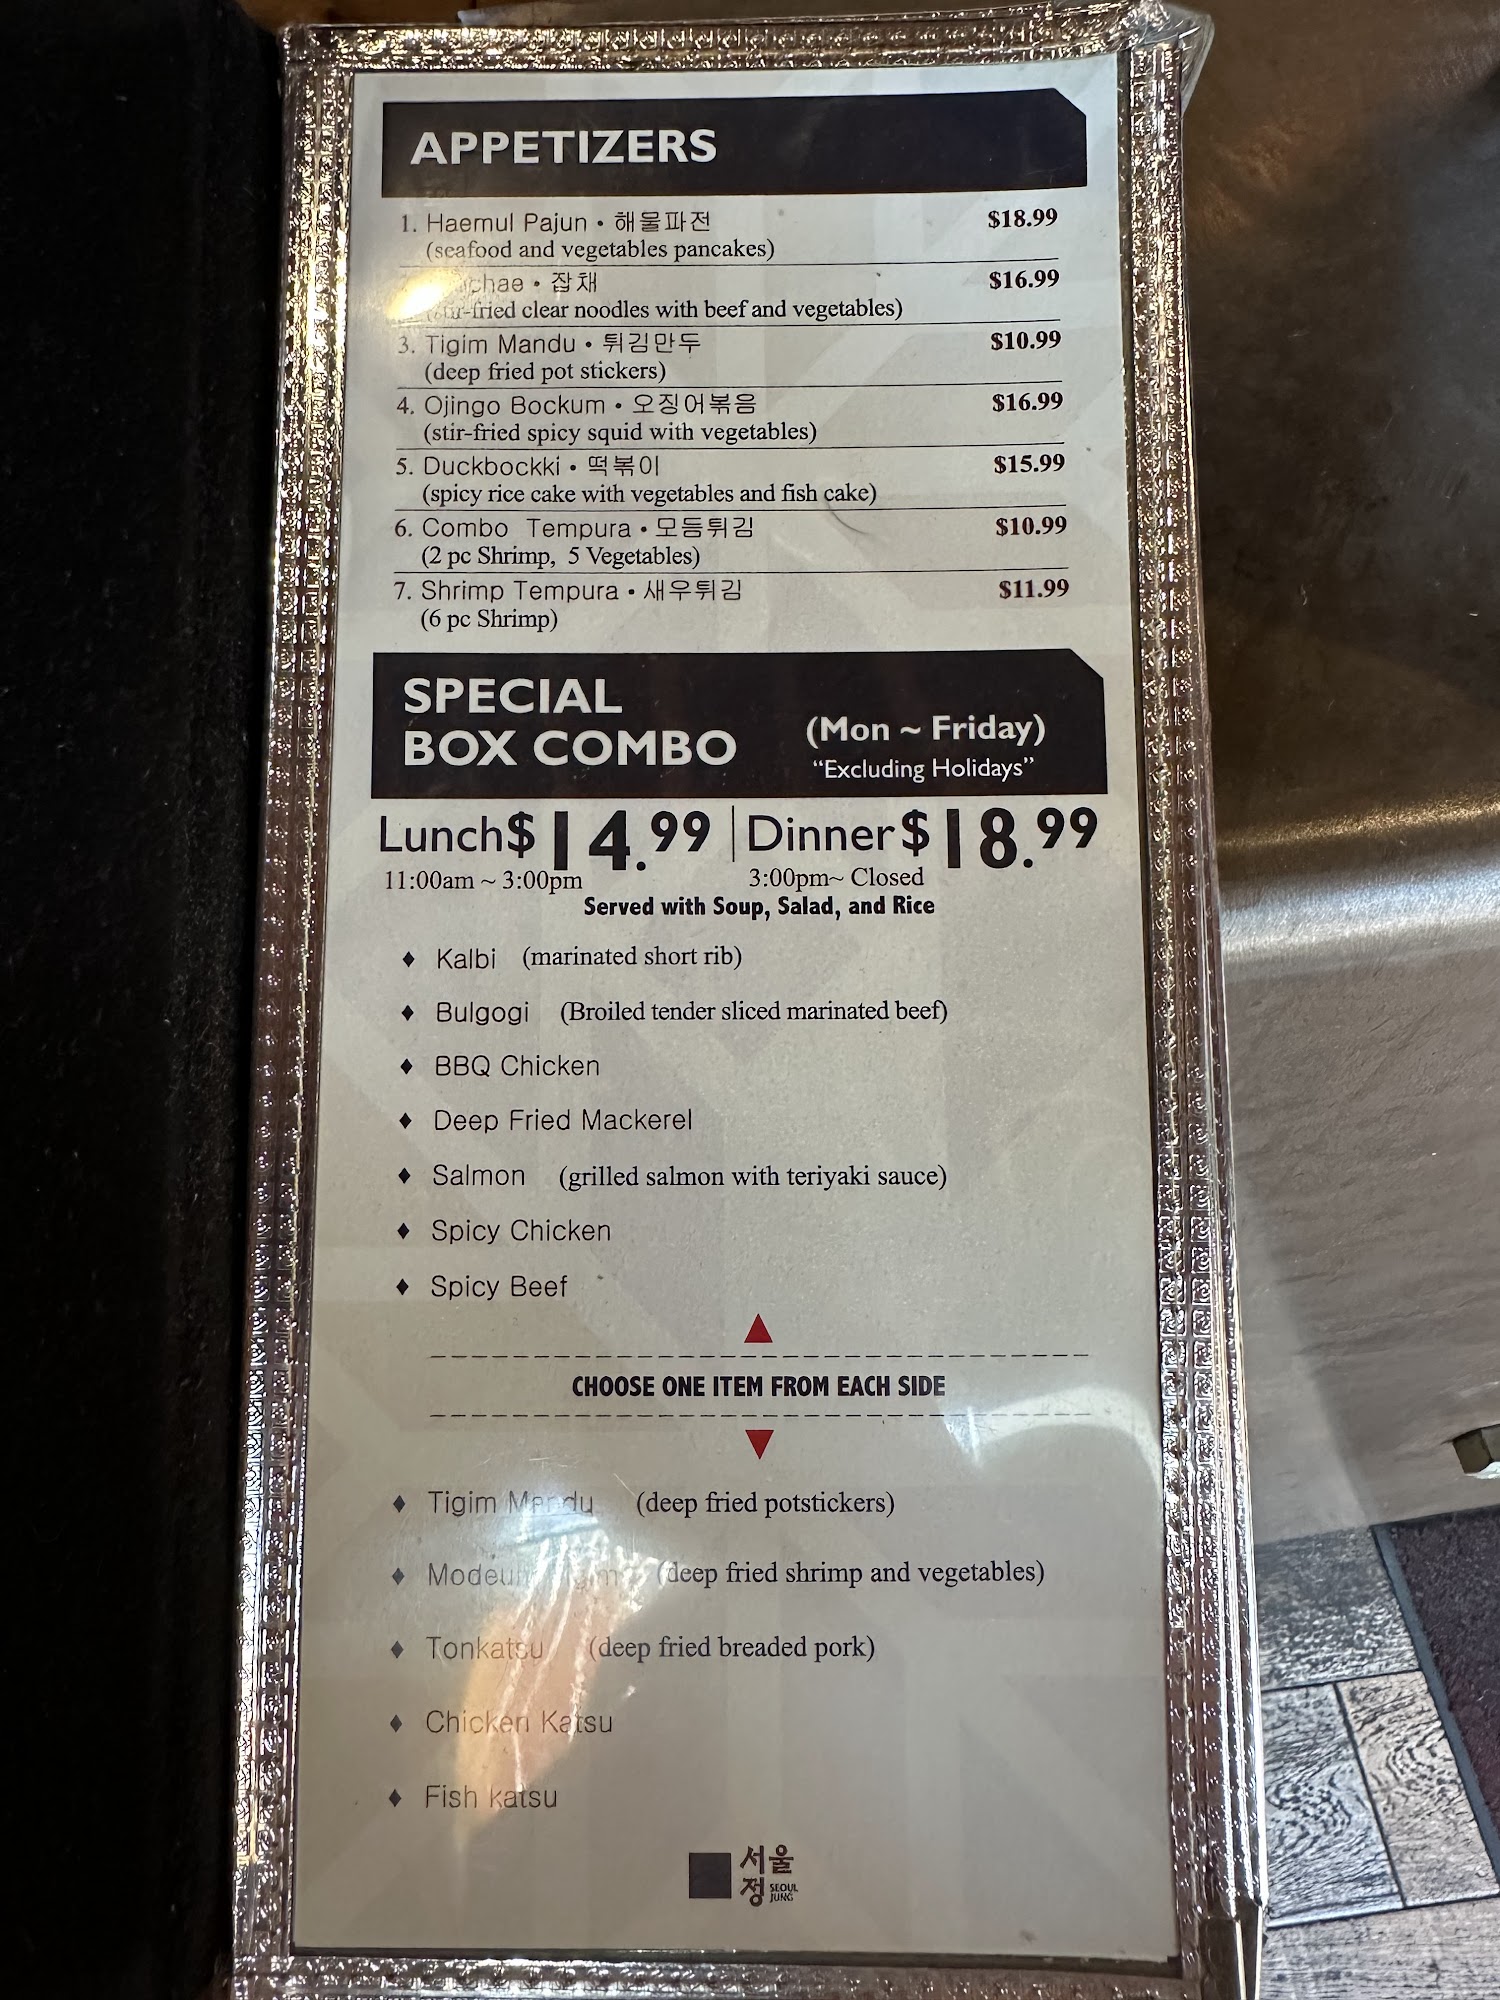 APPETIZERS
1. Haemul Pajun • 해물파전 $18.99
(seafood and vegetables pancakes)
잡채 $16.99
clear noodles with beef and vegetables)
3. Tigim Mandu • 튀김만두 $10.99
(deep fried pot stickers)
4. Ojingo Bockum • 오징어볶음 $16.99
(stir-fried spicy squid with vegetables)
5. Duckbockki • 떡볶이 $15.99
(spicy rice cake with vegetables and fish cake)
6. Combo Tempura • 모듬튀김 $10.99
(2 pc Shrimp, 5 Vegetables)
7. Shrimp Tempura • 새우튀김 $11.99
(6 pc Shrimp)
SPECIAL
BOX COMBO (Mon ~ Friday)
"Excluding Holidays"
Lunch $14.99 | Dinner $18.99
11:00am ~ 3:00pm 3:00pm~ Closed
Served with Soup, Salad, and Rice
♦ Kalbi (marinated short rib)
♦ Bulgogi (Broiled tender sliced marinated beef)
♦ BBQ Chicken
♦ Deep Fried Mackerel
♦ Salmon (grilled salmon with teriyaki sauce)
♦ Spicy Chicken
♦ Spicy Beef
CHOOSE ONE ITEM FROM EACH SIDE
♦ Tigim Mandu (deep fried potstickers)
♦ (deep fried shrimp and vegetables)
♦ Tonkatsu (deep fried breaded pork)
♦ Chicken Katsu
♦ Fish katsu
서울
정 SEOUL
JUNG